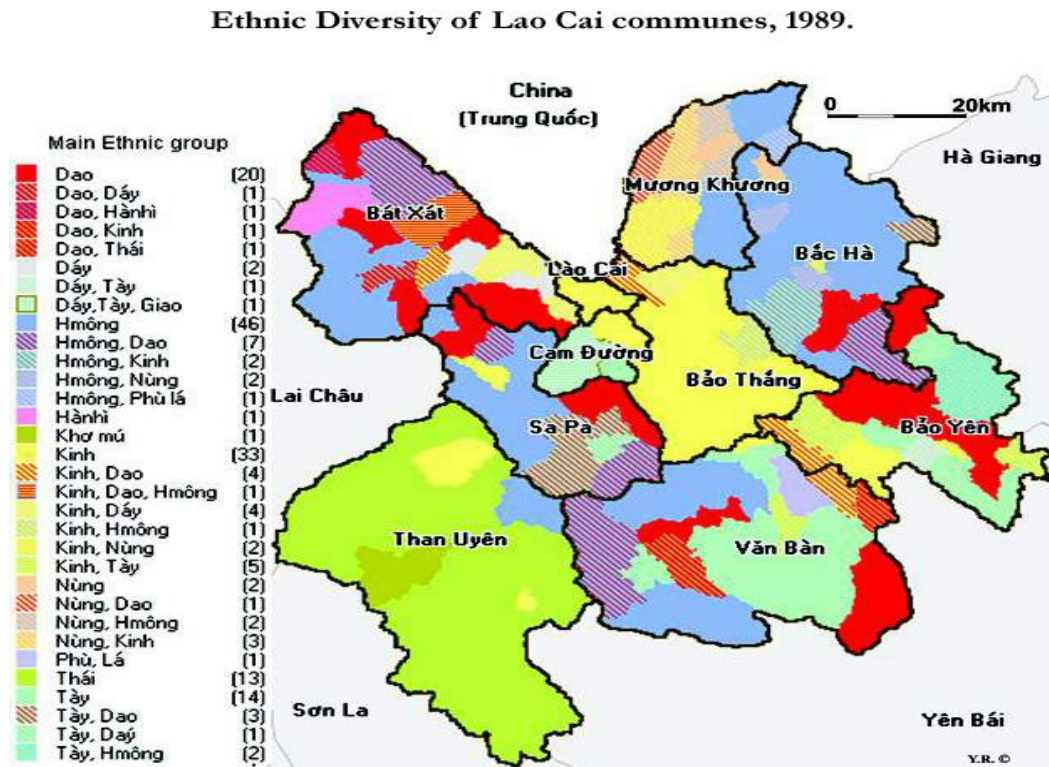 Ethnic Diversity of Lao Cai communes, 1989.
China
(Trung Quốc)
0 20km
Hà Giang
Main Ethnic group
Dao (20)
Dao, Dáy (1)
Dao, Hànhì (1)
Dao, Kinh (1)
Dao, Thái (1)
Dáy (2)
Dáy, Tày (1)
Dáy,Tày, Giao (1)
Hmông (46)
Hmông, Dao (7)
Hmông, Kinh (2)
Hmông, Nùng (2)
Hmông, Phù lá (1)
Hànhì (1)
Khơ mú (1)
Kinh (33)
Kinh, Dao (4)
Kinh, Dao, Hmông (1)
Kinh, Dáy (4)
Kinh, Hmông (1)
Kinh, Nùng (2)
Kinh, Tày (5)
Nùng (2)
Nùng, Dao (1)
Nùng, Hmông (2)
Nùng, Kinh (3)
Phù, Lá (1)
Thái (13)
Tày (14)
Tày, Dao (3)
Tày, Daý (1)
Tày, Hmông (2)
Mương Khương
Bát Xát
Bắc Hà
Lào Cai
Cam Đường
Bảo Thắng
Lai Châu
Sa Pa
Bảo Yên
Than Uyên
Văn Bàn
Sơn La
Yên Bái
Y.R. ©